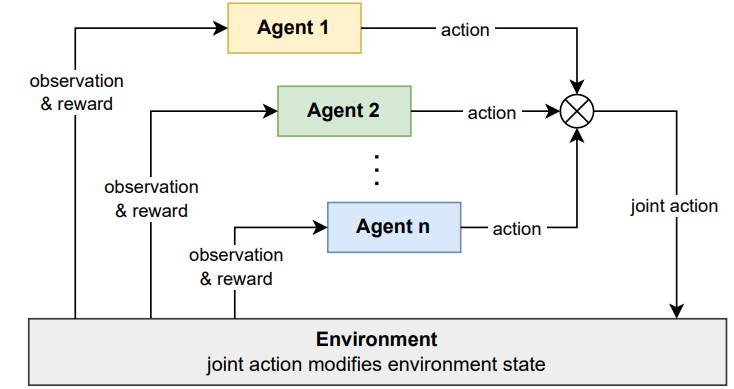 Agent 1
action
observation
& reward
Agent 2
action
observation
& reward
Agent n
action
joint action
observation
& reward
Environment
joint action modifies environment state